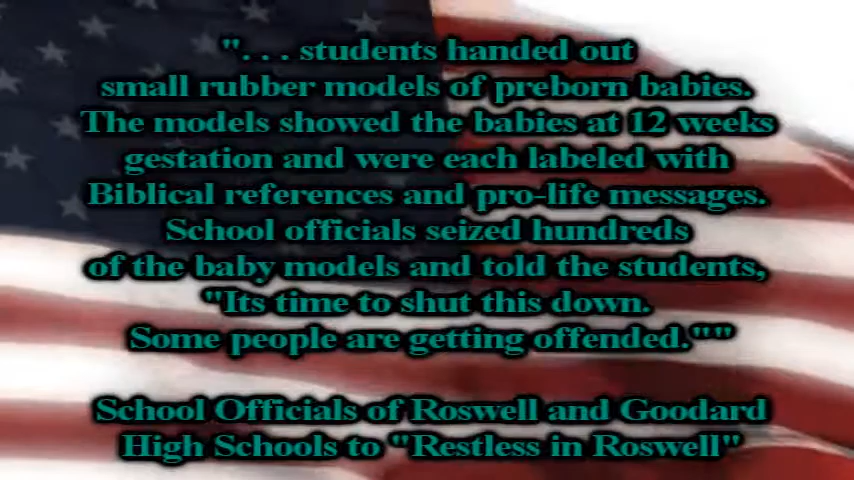 ". . . students handed out
small rubber models of preborn babies.
The models showed the babies at 12 weeks
gestation and were each labeled with
Biblical references and pro-life messages.
School officials seized hundreds
of the baby models and told the students,
"Its time to shut this down.
Some people are getting offended.""
School Officials of Roswell and Goodard
High Schools to "Restless in Roswell"